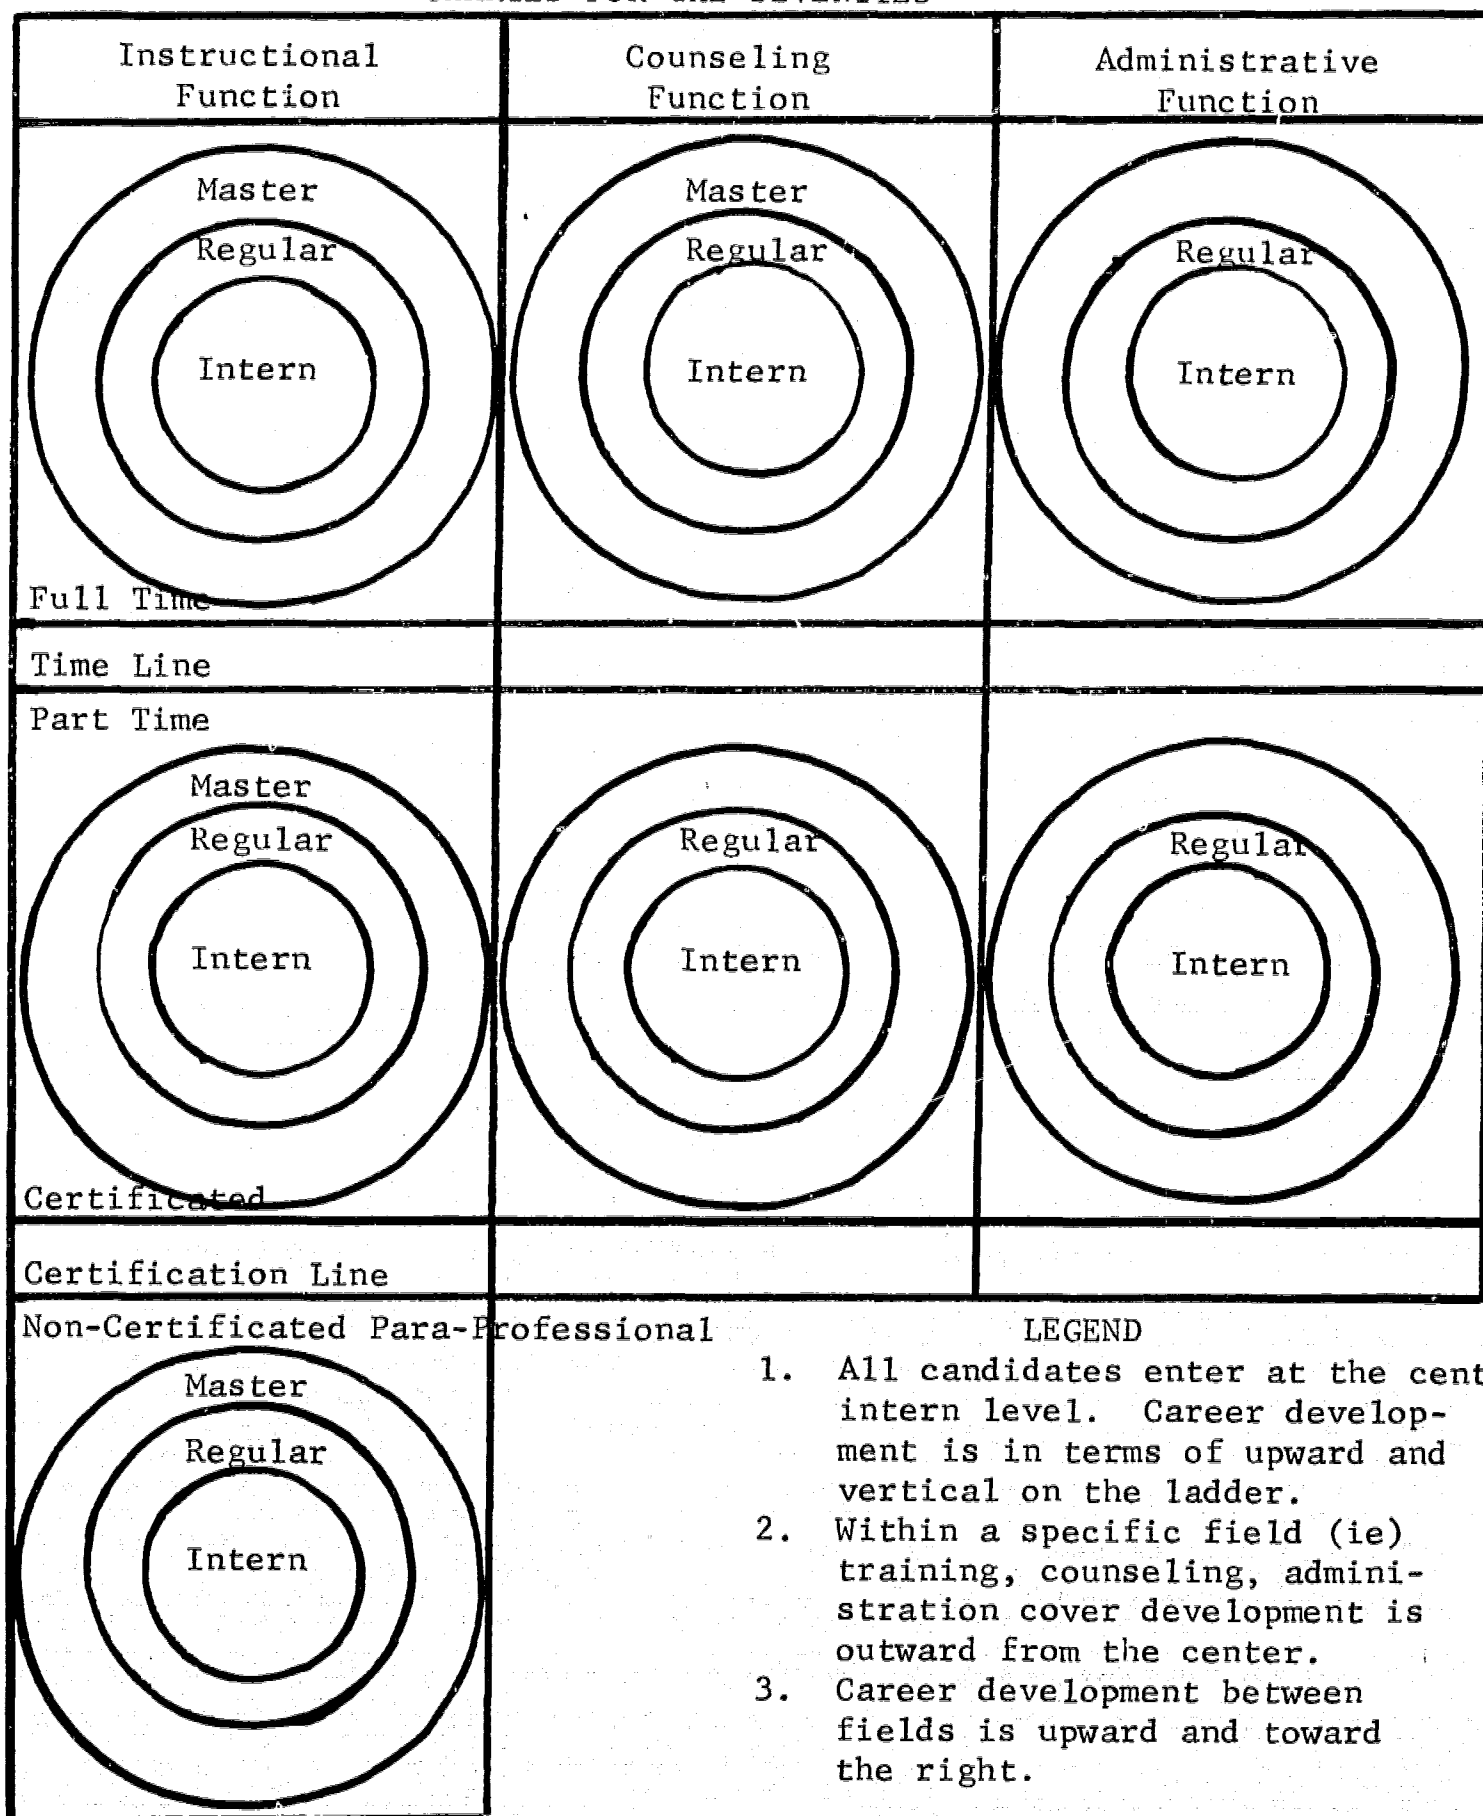 Instructional
Function
Counseling
Function
Administrative
Function
Master
Regular
Intern
Full Time
Master
Regular
Intern
Regular
Intern
Time Line
Part Time
Master
Regular
Intern
Certificated
Regular
Intern
Regular
Intern
Certification Line
Non-Certificated Para-Professional
Master
Regular
Intern
LEGEND
1. All candidates enter at the cent
intern level. Career develop-
ment is in terms of upward and
vertical on the ladder.
2. Within a specific field (ie)
training, counseling, admini-
stration cover development is
outward from the center.
3. Career development between
fields is upward and toward
the right.